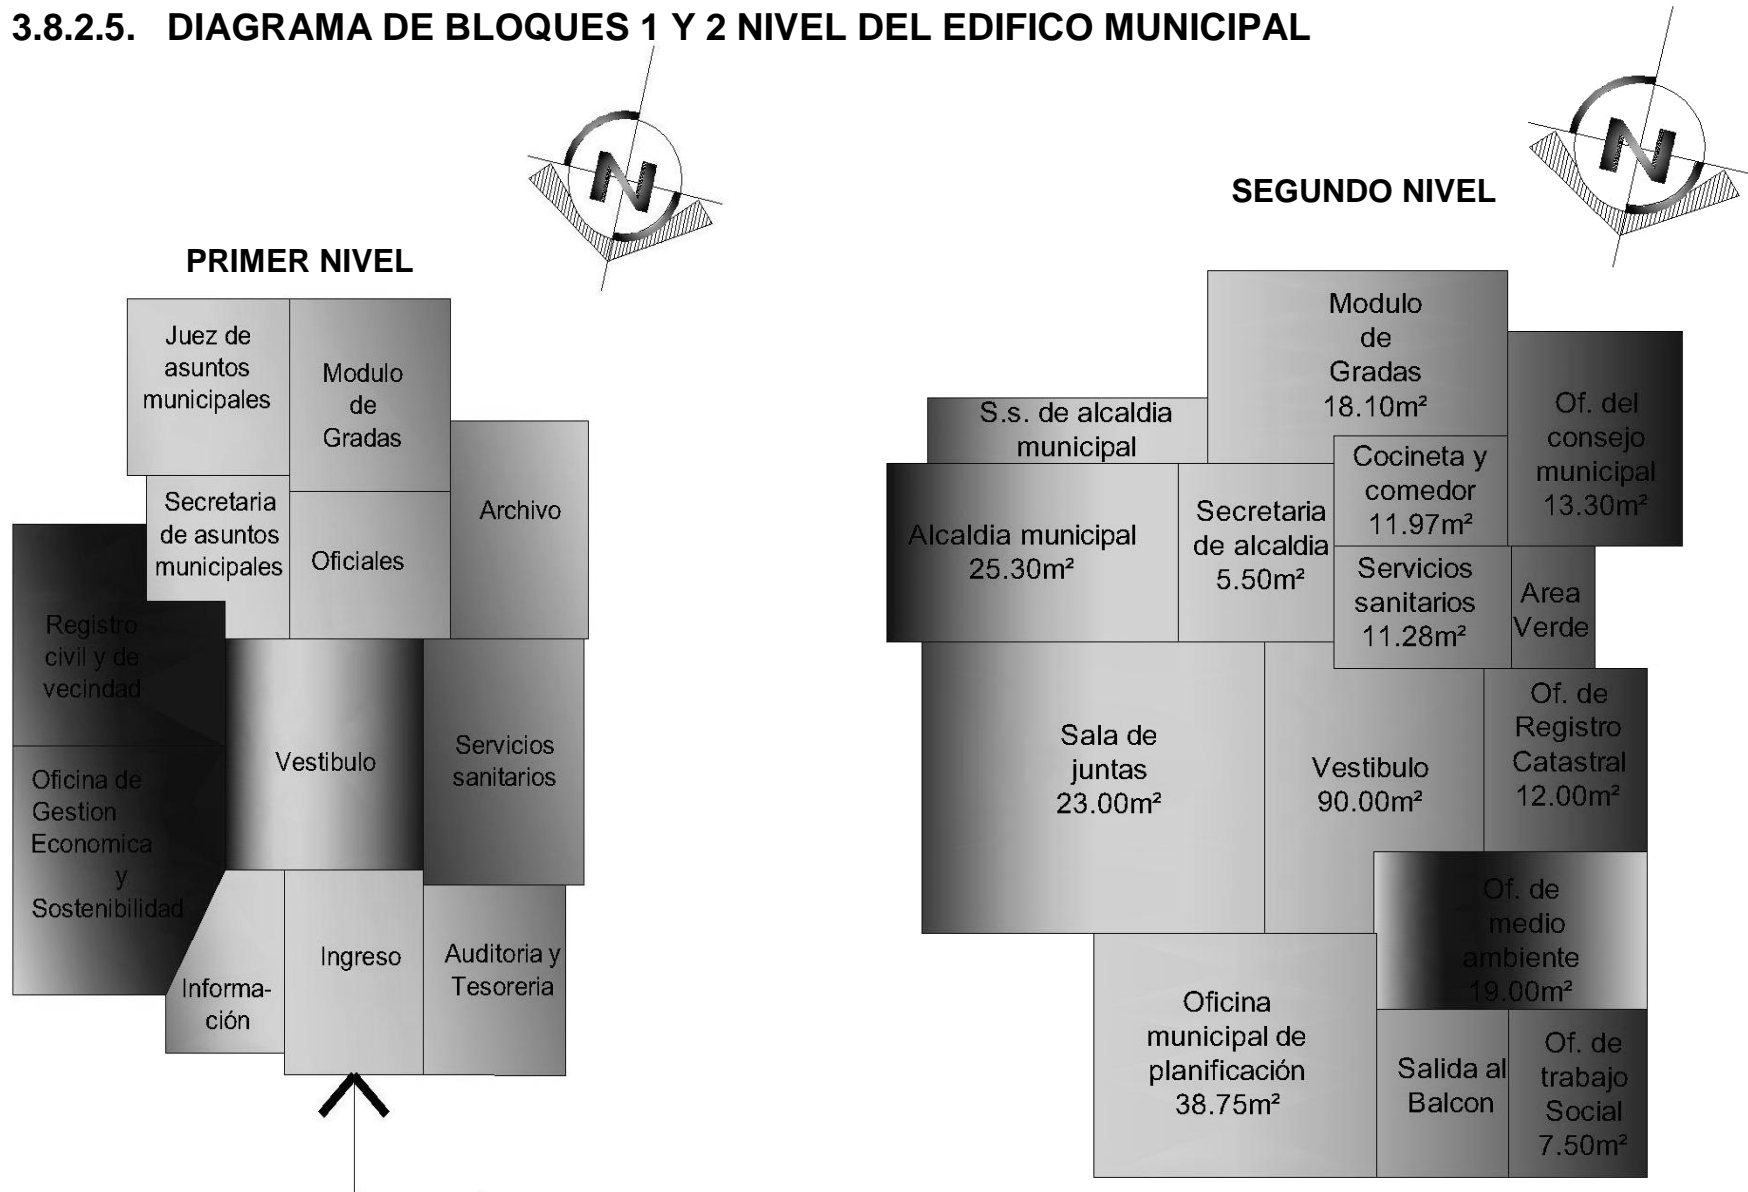 3.8.2.5. DIAGRAMA DE BLOQUES 1 Y 2 NIVEL DEL EDIFICO MUNICIPAL
N
PRIMER NIVEL
Juez de
asuntos
municipales
Modulo
de
Gradas
Archivo
Secretaria
de asuntos
municipales
Oficiales
Registro
civil y de
vecindad
Vestibulo
Servicios
sanitarios
Oficina de
Gestion
Economica
y
Sostenibilidad
Informa-
ción
Ingreso
Auditoria y
Tesoreria
N
SEGUNDO NIVEL
Modulo
de
Gradas
18.10m²
S.s. de alcaldia
municipal
Of. del
consejo
municipal
13.30m²
Cocineta y
comedor
11.97m²
Alcaldia municipal
25.30m²
Secretaria
de alcaldia
5.50m²
Servicios
sanitarios
11.28m²
Area
Verde
Sala de
juntas
23.00m²
Vestibulo
90.00m²
Of. de
Registro
Catastral
12.00m²
Of. de
medio
ambiente
19.00m²
Oficina
municipal de
planificación
38.75m²
Salida al
Balcon
Of. de
trabajo
Social
7.50m²